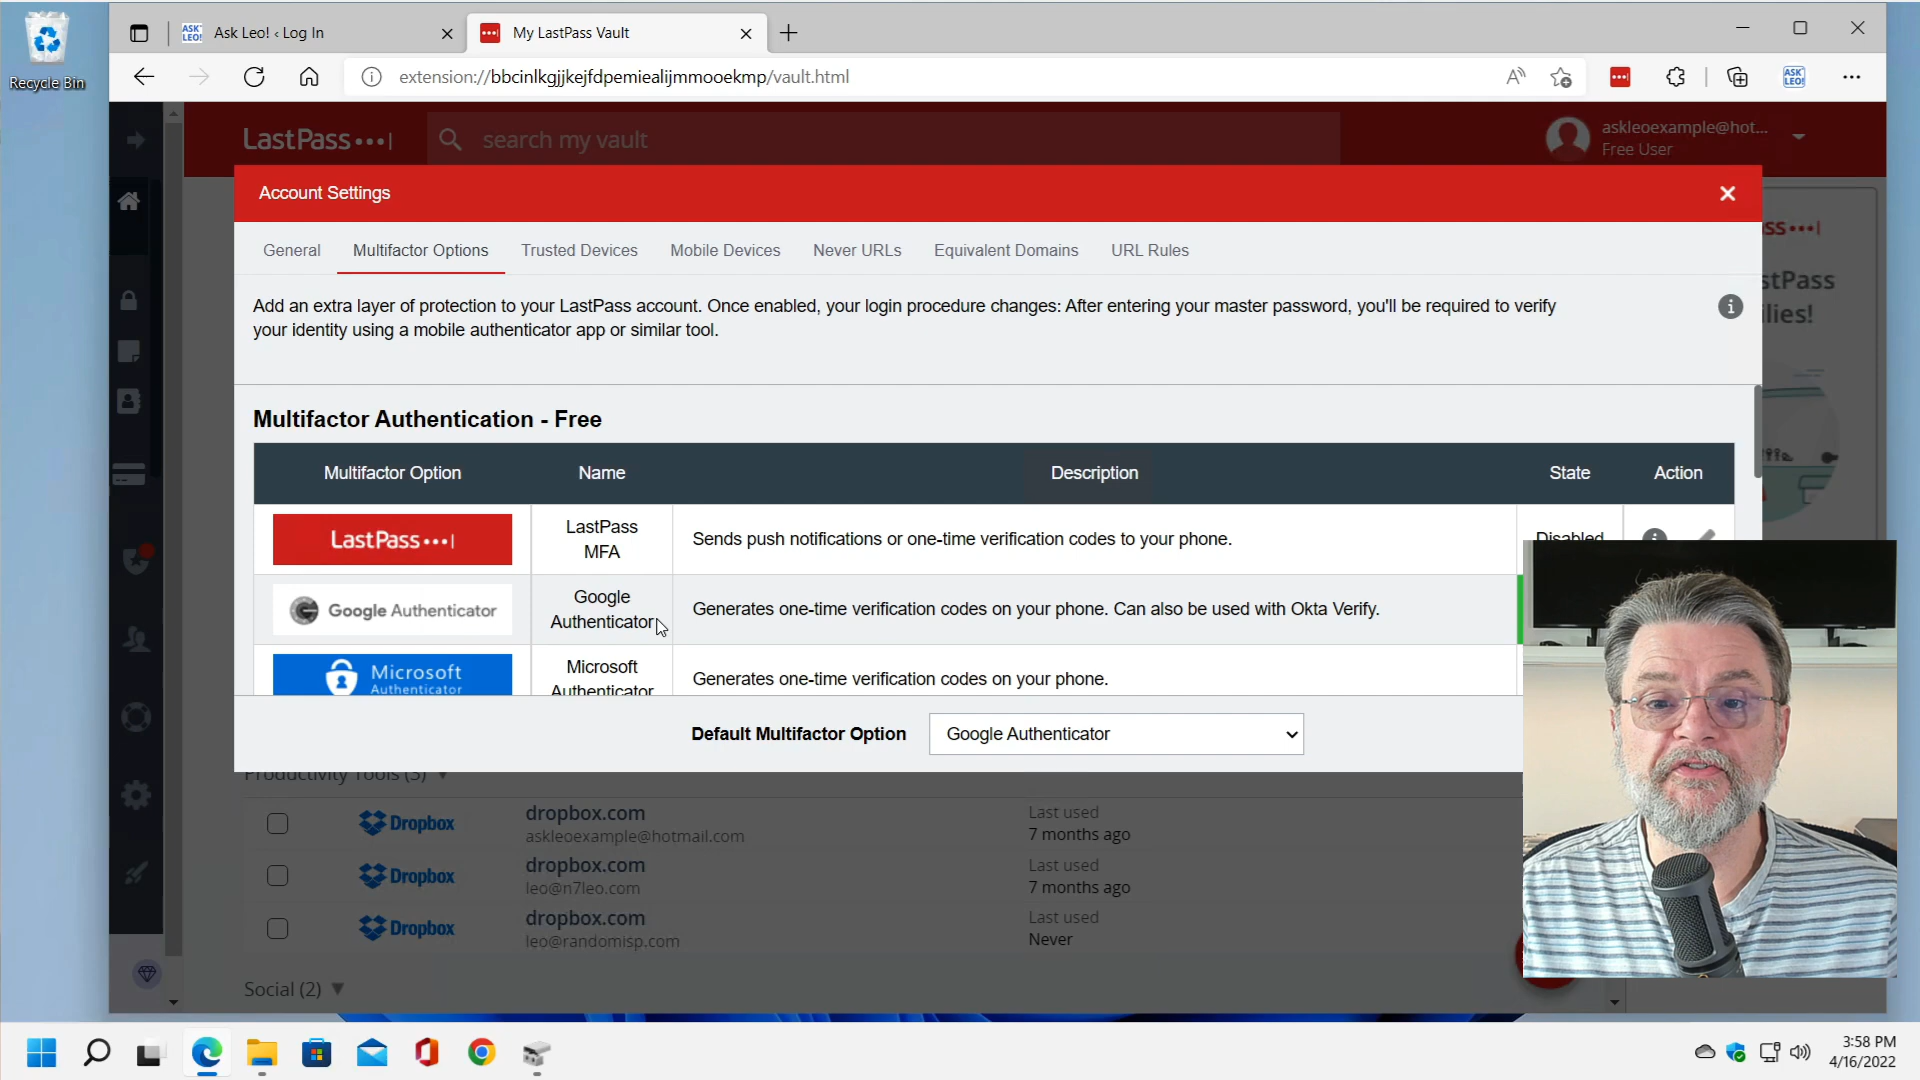 Recycle Bin
ASK LEO!
Ask Leo! ‹ Log In
My LastPass Vault
extension://bbcinlkgjjkejfdpemiealijmmooekmp/vault.html
ASK LEO!
LastPass
search my vault
askleoexample@hot...
Free User
Account Settings
General
Multifactor Options
Trusted Devices
Mobile Devices
Never URLs
Equivalent Domains
URL Rules
Add an extra layer of protection to your LastPass account. Once enabled, your login procedure changes: After entering your master password, you'll be required to verify
your identity using a mobile authenticator app or similar tool.
Multifactor Authentication - Free
Multifactor Option
Name
Description
State
Action
LastPass
LastPass
MFA
Sends push notifications or one-time verification codes to your phone.
Disabled
Google Authenticator
Google
Authenticator
Generates one-time verification codes on your phone. Can also be used with Okta Verify.
Microsoft
Authenticator
Microsoft
Authenticator
Generates one-time verification codes on your phone.
Default Multifactor Option
Google Authenticator
Productivity Tools (3)
Dropbox
dropbox.com
askleoexample@hotmail.com
Last used
7 months ago
Dropbox
dropbox.com
leo@n7leo.com
Last used
7 months ago
Dropbox
dropbox.com
leo@randomisp.com
Last used
Never
Social (2)
3:58 PM
4/16/2022